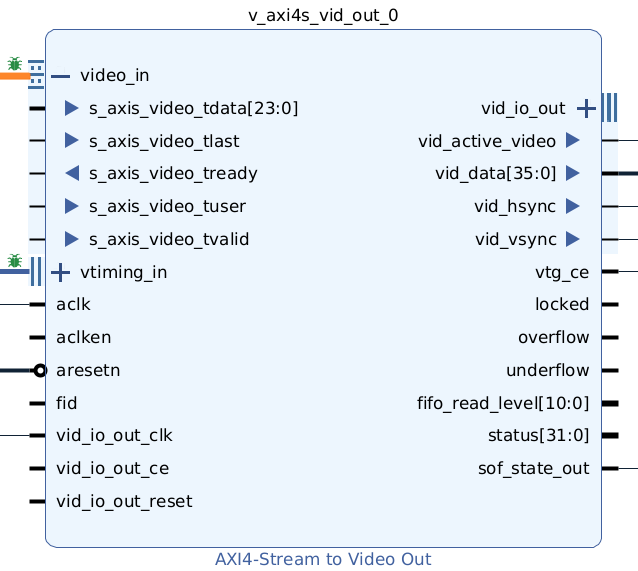 v_axi4s_vid_out_0
video_in
s_axis_video_tdata[23:0]
vid_io_out
s_axis_video_tlast
vid_active_video
s_axis_video_tready
vid_data[35:0]
s_axis_video_tuser
vid_hsync
s_axis_video_tvalid
vid_vsync
vtiming_in
vtg_ce
aclk
locked
aclken
overflow
aresetn
underflow
fid
fifo_read_level[10:0]
vid_io_out_clk
status[31:0]
vid_io_out_ce
sof_state_out
vid_io_out_reset
AXI4-Stream to Video Out